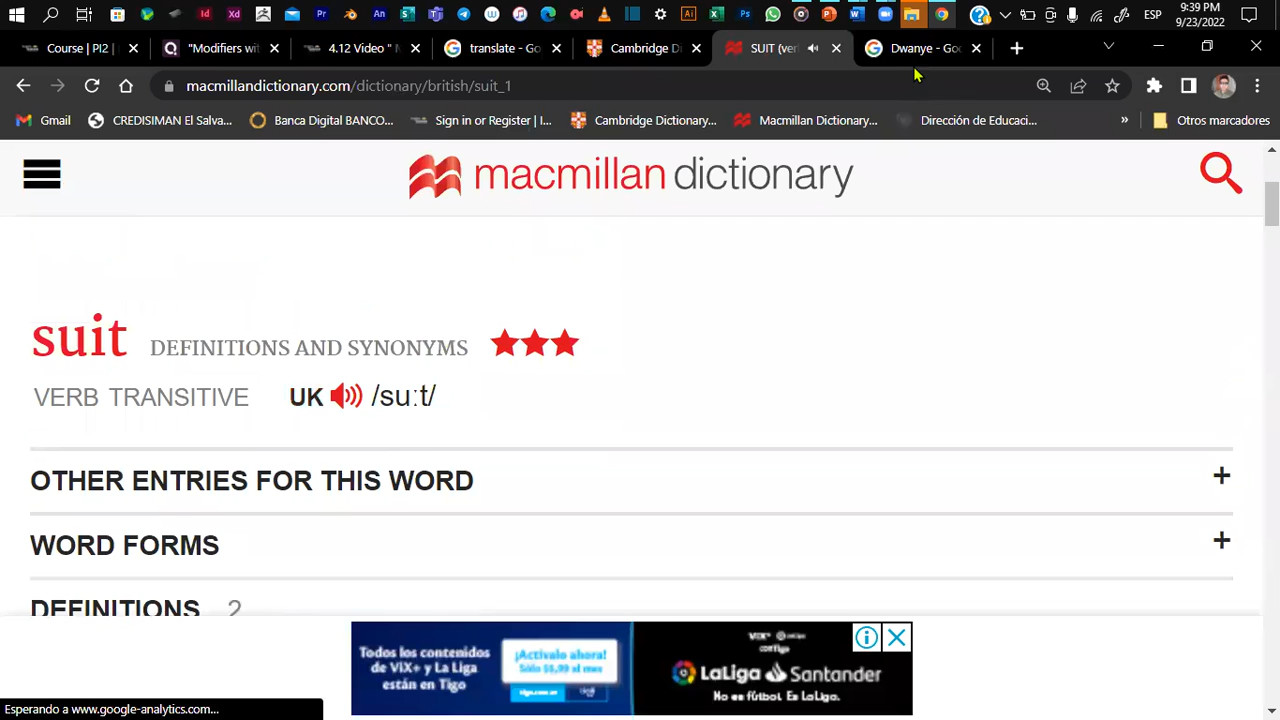 9:39 PM
ESP
9/23/2022
Course | PI2 |
"Modifiers wit
4.12 Video " M
translate - Go
Cambridge Di
SUIT (ver
Dwanye - Goo
macmillandictionary.com/dictionary/british/suit_1
Gmail
CREDISIMAN El Salva...
Banca Digital BANCO...
Sign in or Register | I...
Cambridge Dictionary...
Macmillan Dictionary...
Dirección de Educaci...
»
Otros marcadores
macmillan dictionary
suit DEFINITIONS AND SYNONYMS
VERB TRANSITIVE UK /suːt/
OTHER ENTRIES FOR THIS WORD +
WORD FORMS +
DEFINITIONS 2
Todos los contenidos
de ViX+ y La Liga
están en Tigo
¡Actívalo ahora!
LaLiga Santander
No es fútbol. Es LaLiga.
Esperando a www.google-analytics.com...